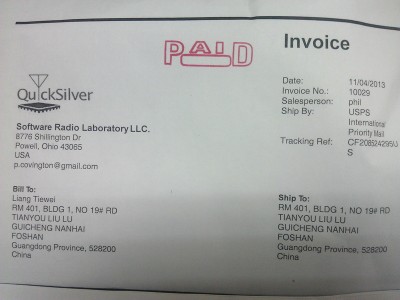 PAID
Invoice
QuickSilver
Date: 11/04/2013
Invoice No.: 10029
Salesperson: phil
Ship By: USPS
International
Priority Mail
Tracking Ref:
S
Software Radio Laboratory LLC.
8776 Shillington Dr
Powell, Ohio 43065
USA
p.covington@gmail.com
Bill To:
Liang Tiewei
RM 401, BLDG 1, NO 19# RD
TIANYOU LIU LU
GUICHENG NANHAI
FOSHAN
Guangdong Province, 528200
China
Ship To:
RM 401, BLDG 1, NO 19# RD
TIANYOU LIU LU
GUICHENG NANHAI
FOSHAN
Guangdong Province, 528200
China